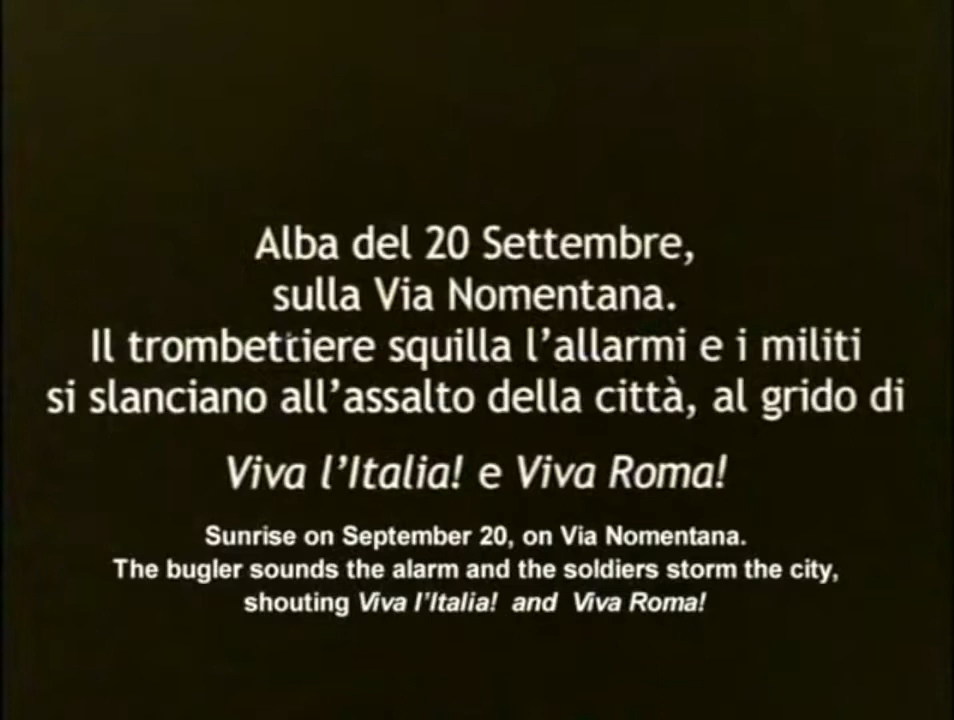 Alba del 20 Settembre,
sulla Via Nomentana.
Il trombettiere squilla l’allarmi e i militi
si slanciano all’assalto della città, al grido di
Viva l’Italia! e Viva Roma!
Sunrise on September 20, on Via Nomentana.
The bugler sounds the alarm and the soldiers storm the city,
shouting Viva l’Italia! and Viva Roma!